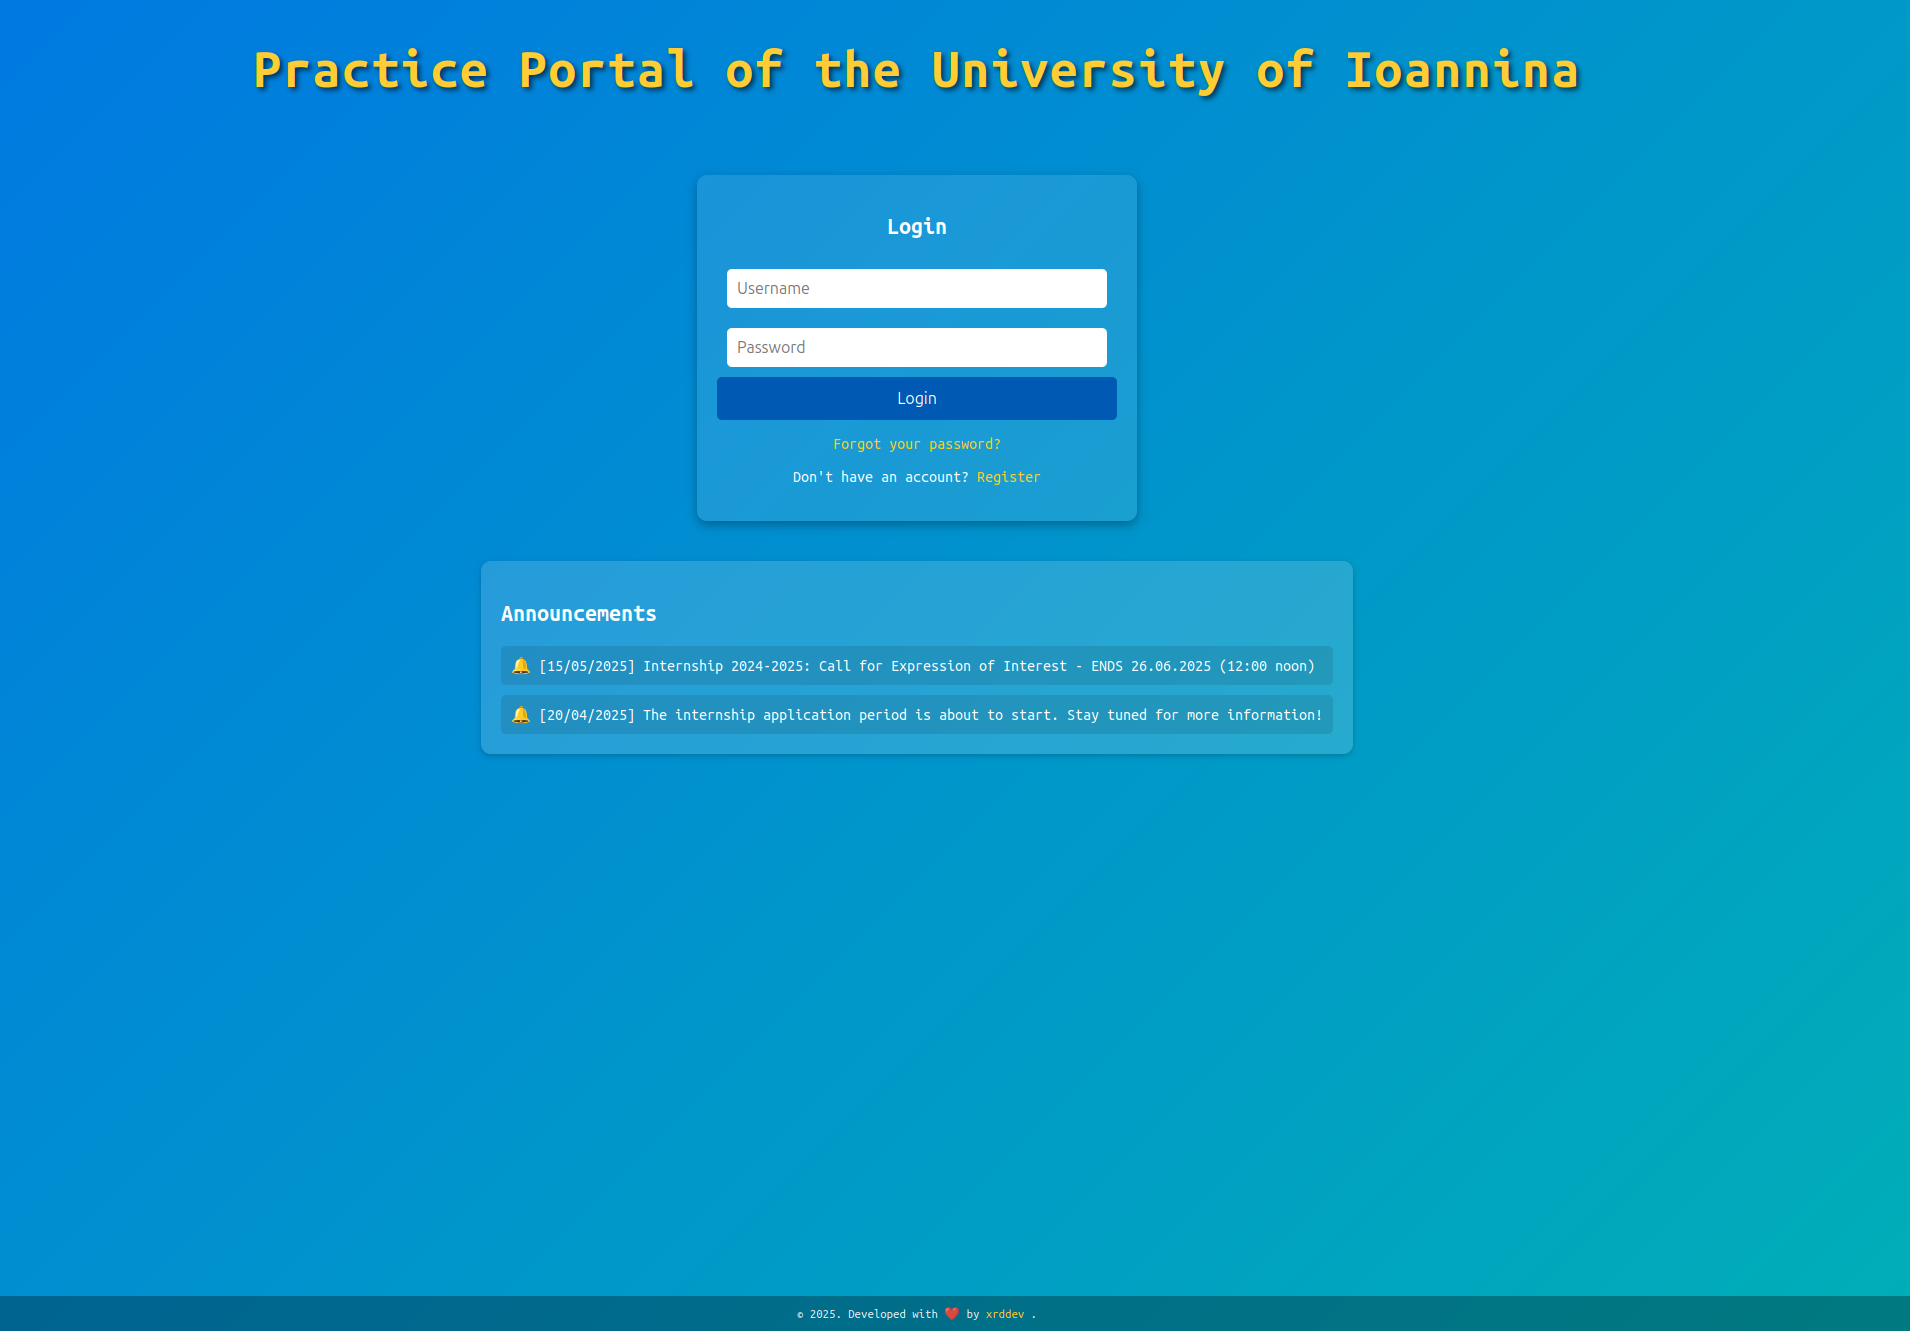 Practice Portal of the University of Ioannina
Login
Username
Password
Login
Forgot your password?
Don't have an account? Register
Announcements
🔔 [15/05/2025] Internship 2024-2025: Call for Expression of Interest - ENDS 26.06.2025 (12:00 noon)
🔔 [20/04/2025] The internship application period is about to start. Stay tuned for more information!
© 2025. Developed with ❤️ by xrddev .